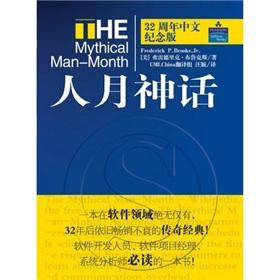 THE
Mythical
Man-Month
32周年中文
纪念版
Frederick P. Brooks, Jr.
[美] 弗雷德里克·布鲁克斯/著
UMLChina翻译组 汪颖/译
人月神话
一本在软件领域绝无仅有,
32年后依旧畅销不衰的传奇经典!
软件开发人员、软件项目经理、
系统分析师必读的一本书!